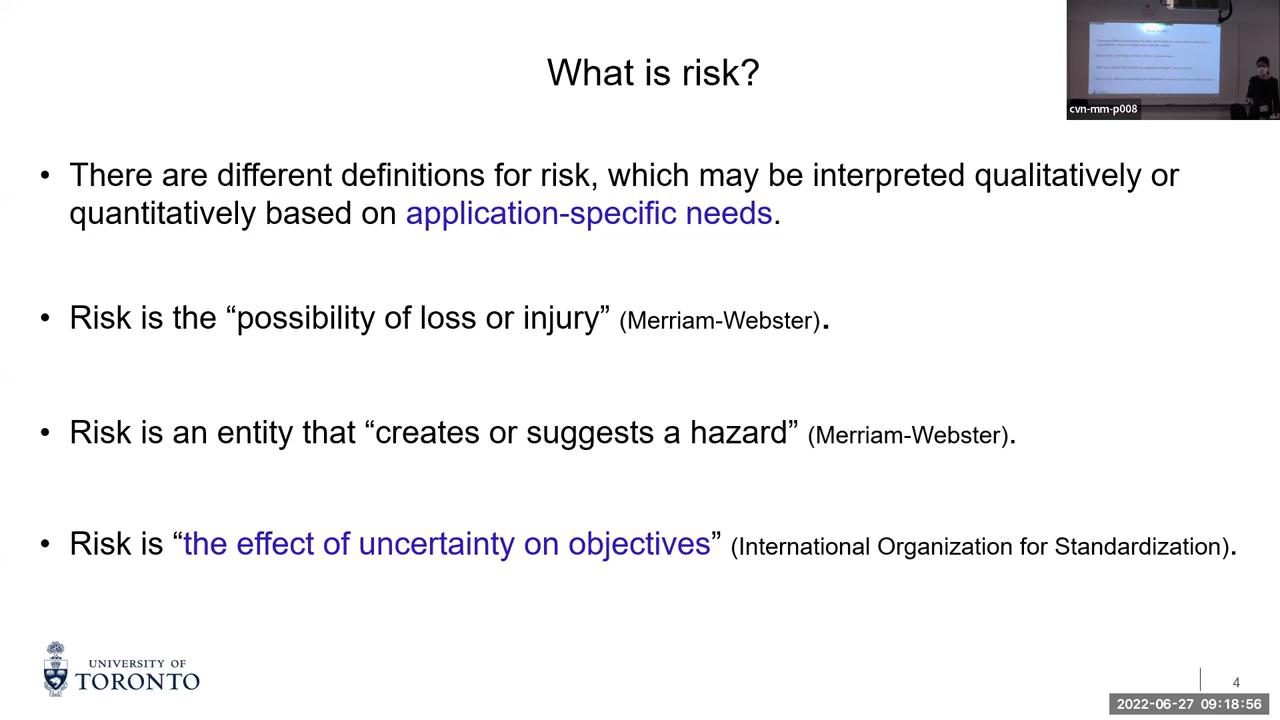 What is risk?
cvn-mm-p008
• There are different definitions for risk, which may be interpreted qualitatively or
quantitatively based on application-specific needs.
• Risk is the “possibility of loss or injury” (Merriam-Webster).
• Risk is an entity that “creates or suggests a hazard” (Merriam-Webster).
• Risk is “the effect of uncertainty on objectives” (International Organization for Standardization).
UNIVERSITY OF
TORONTO
4
2022-06-27 09:18:56